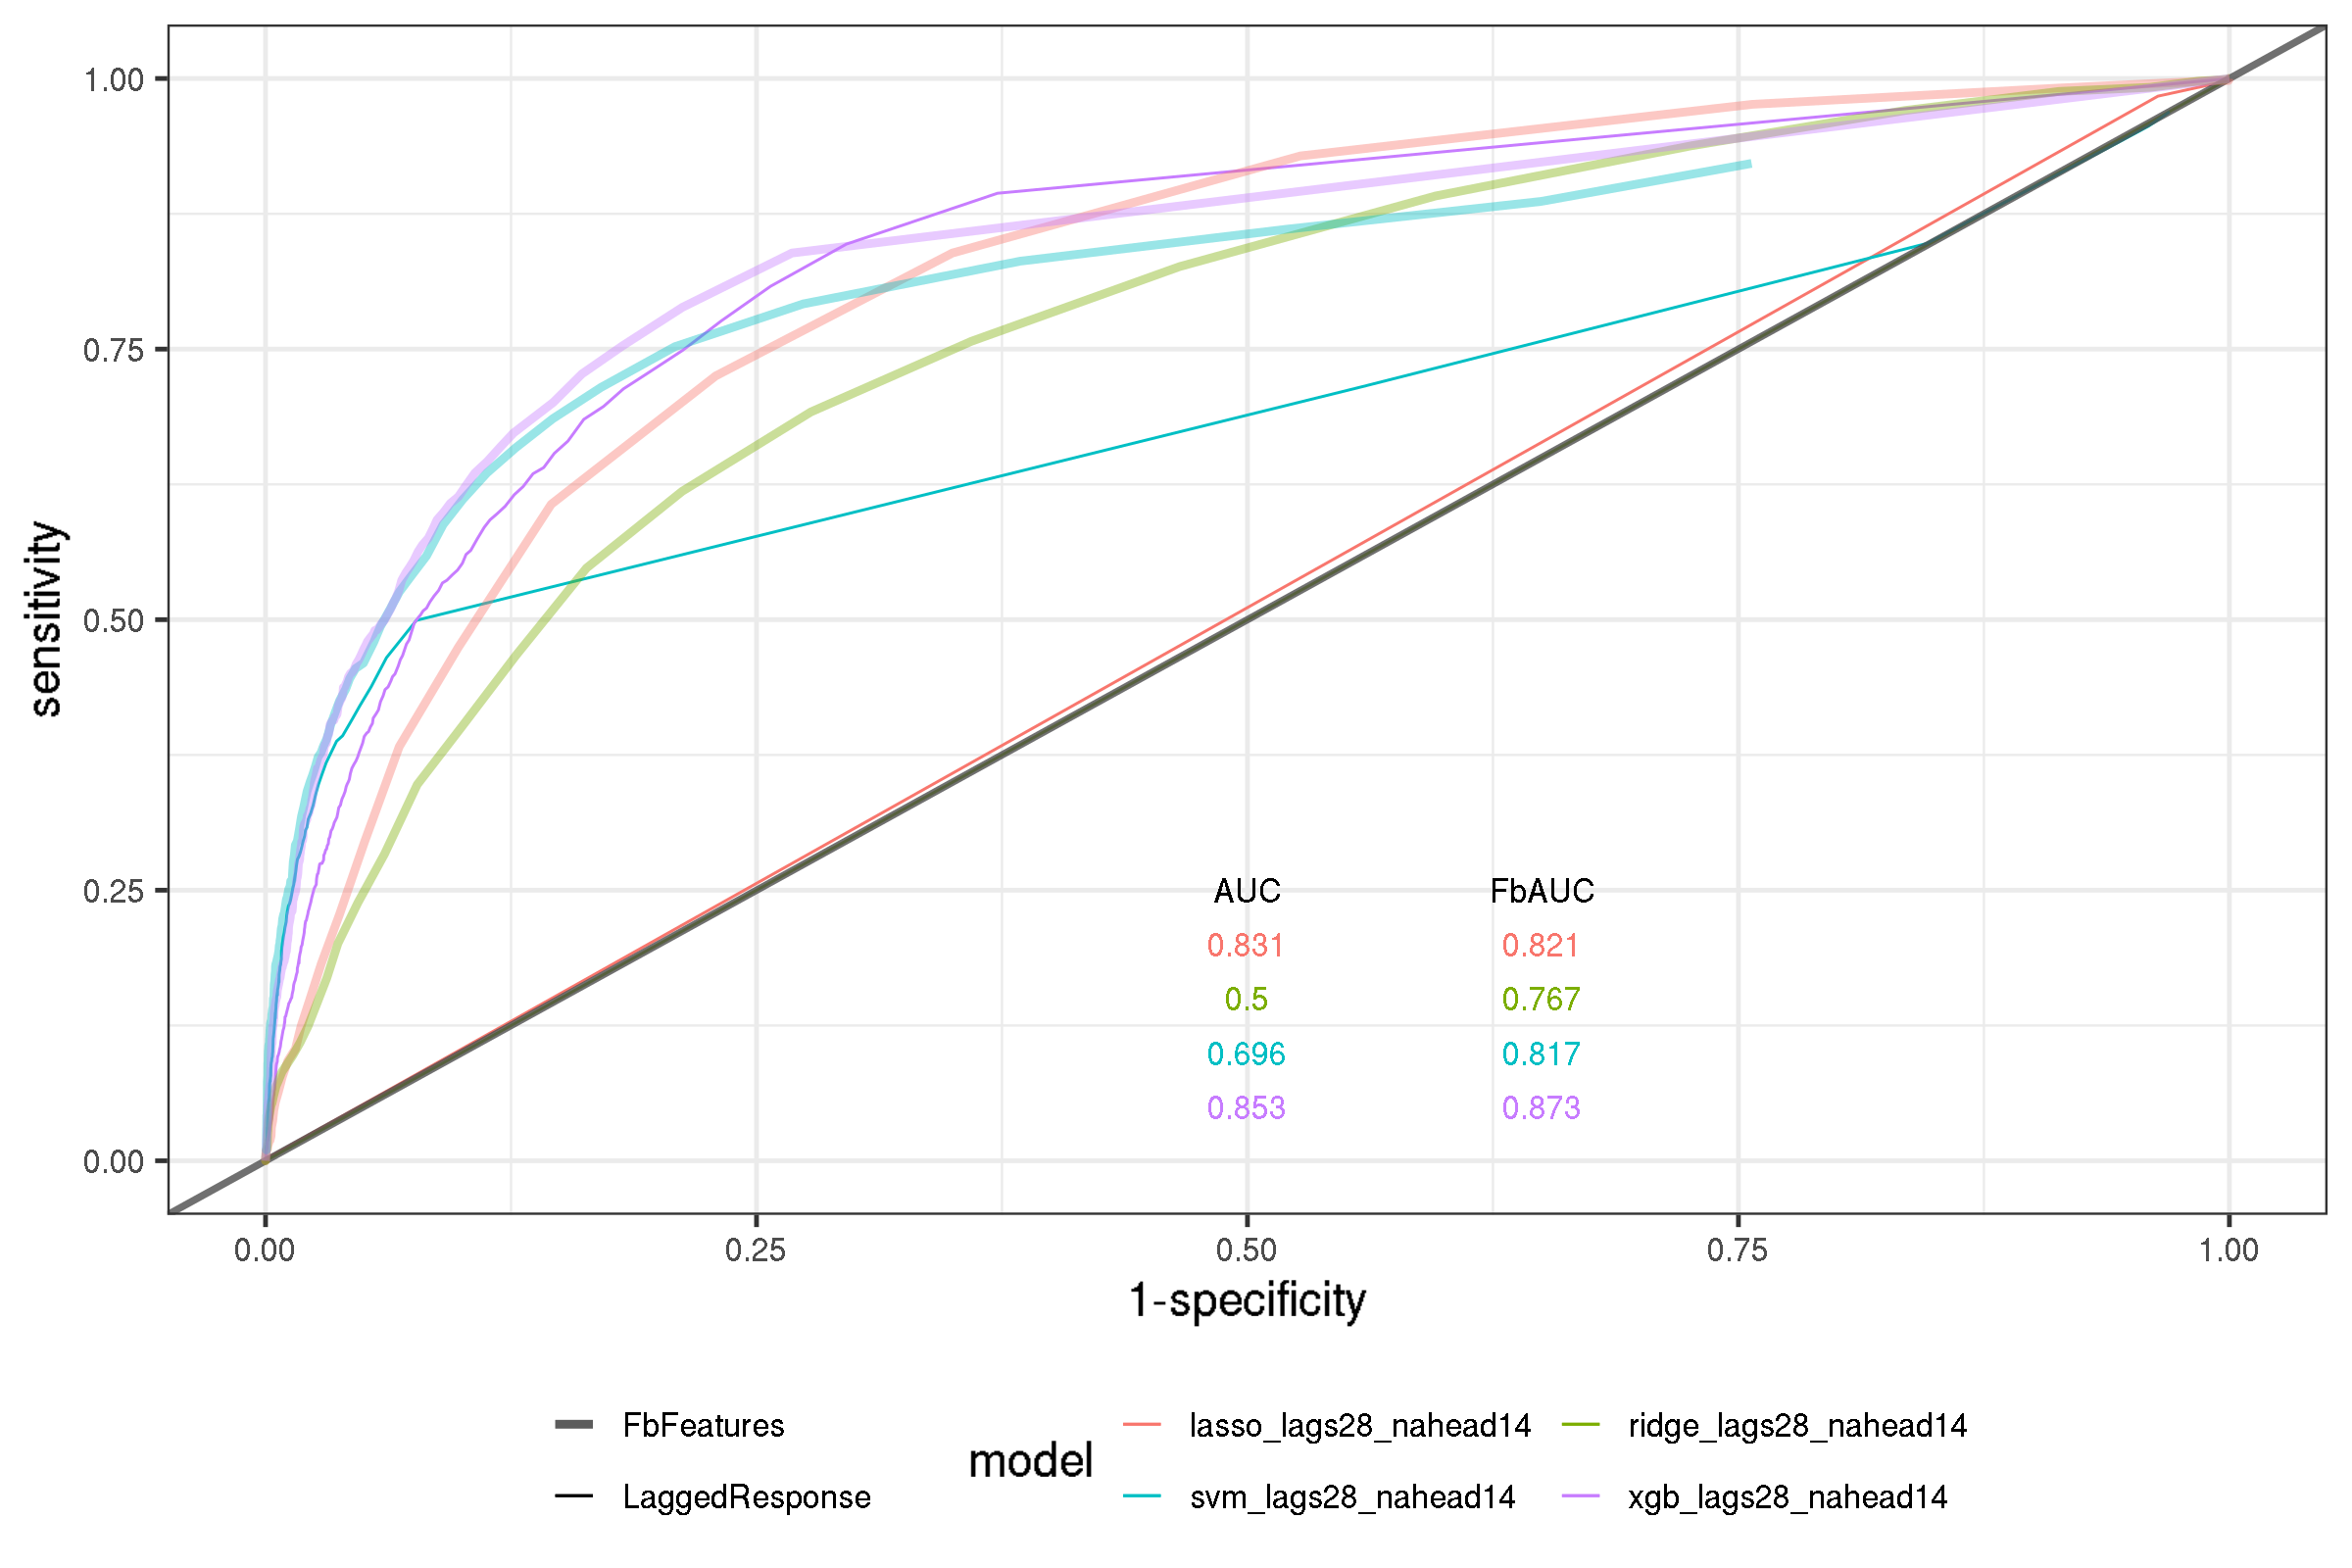 1.00
0.75
0.50
0.25
0.00
sensitivity
AUC FbAUC
0.831 0.821
0.5 0.767
0.696 0.817
0.853 0.873
0.00 0.25 0.50 0.75 1.00
1-specificity
FbFeatures
LaggedResponse
model
lasso_lags28_nahead14 ridge_lags28_nahead14
svm_lags28_nahead14 xgb_lags28_nahead14